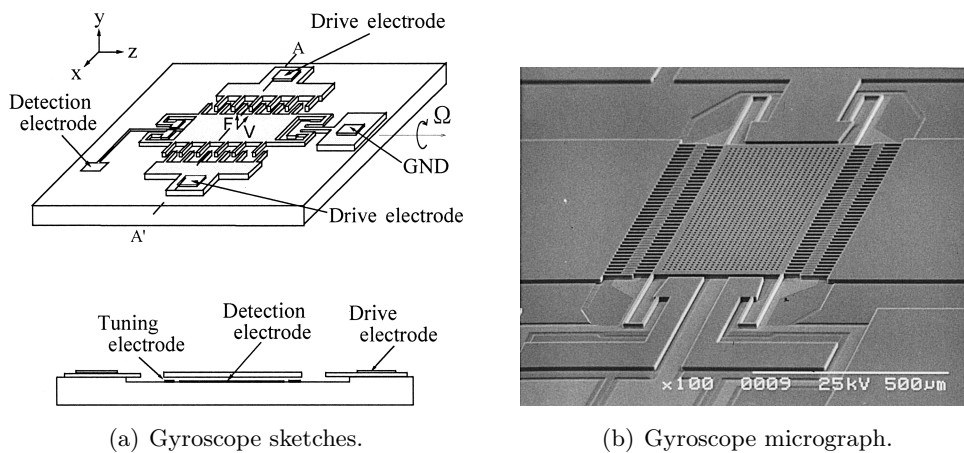 y
z
x
Drive electrode
A
Detection
electrode
F
V
Ω
GND
Drive electrode
A'
Tuning
electrode
Detection
electrode
Drive
electrode
×100 0009 25kV 500μm
(a) Gyroscope sketches.
(b) Gyroscope micrograph.